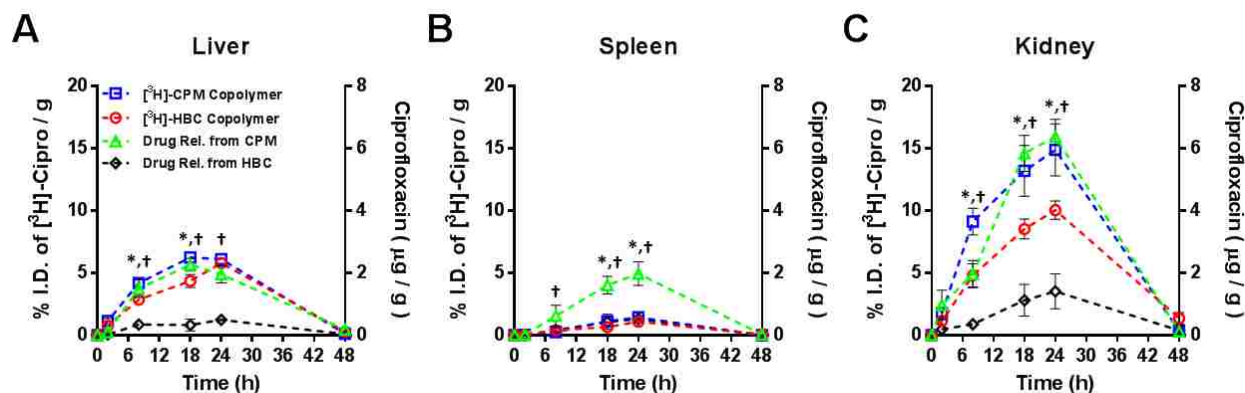 A
Liver
20
15
10
5
0
% I.D. of [³H]-Cipro / g
[³H]-CPM Copolymer
[³H]-HBC Copolymer
Drug Rel. from CPM
Drug Rel. from HBC
*,† *,† †
8
6
4
2
0
Ciprofloxacin ( µg / g )
0 6 12 18 24 30 36 42 48
Time (h)
B
Spleen
20
15
10
5
0
% I.D. of [³H]-Cipro / g
† *,† *,†
8
6
4
2
0
Ciprofloxacin ( µg / g )
0 6 12 18 24 30 36 42 48
Time (h)
C
Kidney
20
15
10
5
0
% I.D. of [³H]-Cipro / g
*,† *,† *,†
8
6
4
2
0
Ciprofloxacin ( µg / g )
0 6 12 18 24 30 36 42 48
Time (h)